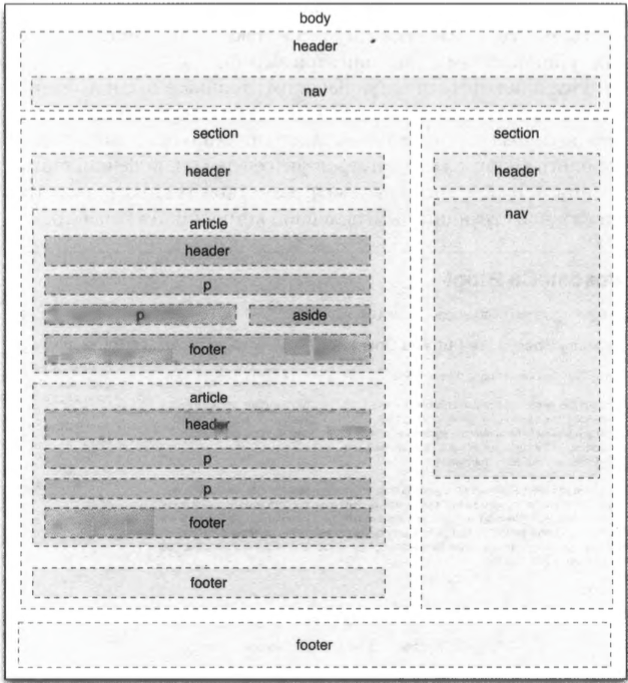 body
header
nav
section
header
article
header
p
p aside
footer
article
header
p
p
footer
footer
section
header
nav
footer